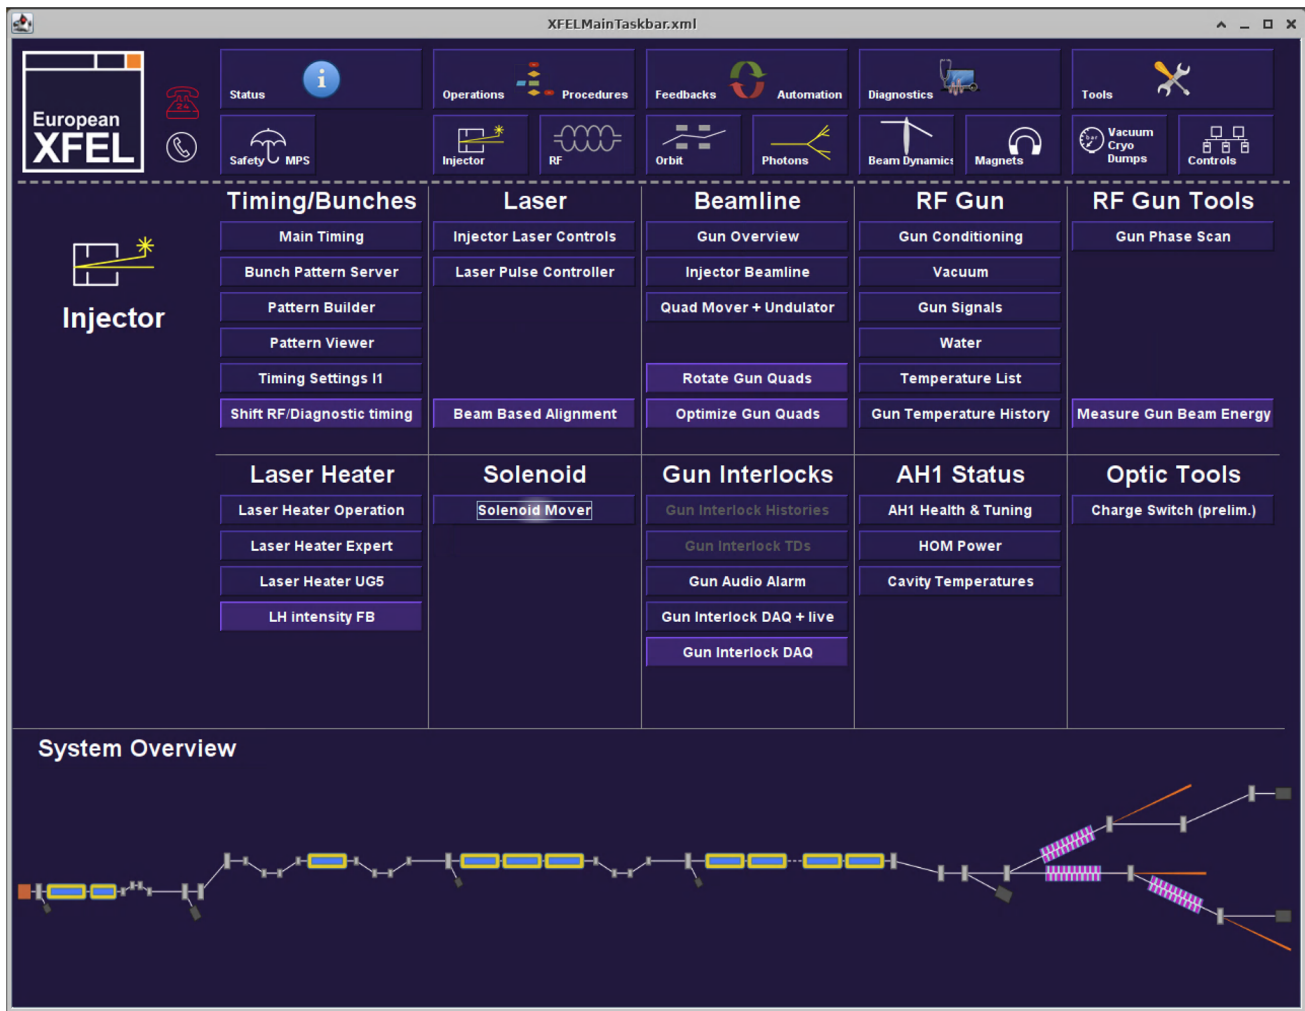 XFELMainTaskbar.xml
European
XFEL
24
Status
Operations
Procedures
Feedbacks
Automation
Diagnostics
Tools
Safety
MPS
Injector
RF
Orbit
Photons
Beam Dynamics
Magnets
bar
Vacuum
Cryo
Dumps
Controls
Injector
Timing/Bunches
Main Timing
Bunch Pattern Server
Pattern Builder
Pattern Viewer
Timing Settings I1
Shift RF/Diagnostic timing
Laser
Injector Laser Controls
Laser Pulse Controller
Beam Based Alignment
Beamline
Gun Overview
Injector Beamline
Quad Mover + Undulator
Rotate Gun Quads
Optimize Gun Quads
RF Gun
Gun Conditioning
Vacuum
Gun Signals
Water
Temperature List
Gun Temperature History
RF Gun Tools
Gun Phase Scan
Measure Gun Beam Energy
Laser Heater
Laser Heater Operation
Laser Heater Expert
Laser Heater UG5
LH intensity FB
Solenoid
Solenoid Mover
Gun Interlocks
Gun Interlock Histories
Gun Interlock TDs
Gun Audio Alarm
Gun Interlock DAQ + live
Gun Interlock DAQ
AH1 Status
AH1 Health & Tuning
HOM Power
Cavity Temperatures
Optic Tools
Charge Switch (prelim.)
System Overview